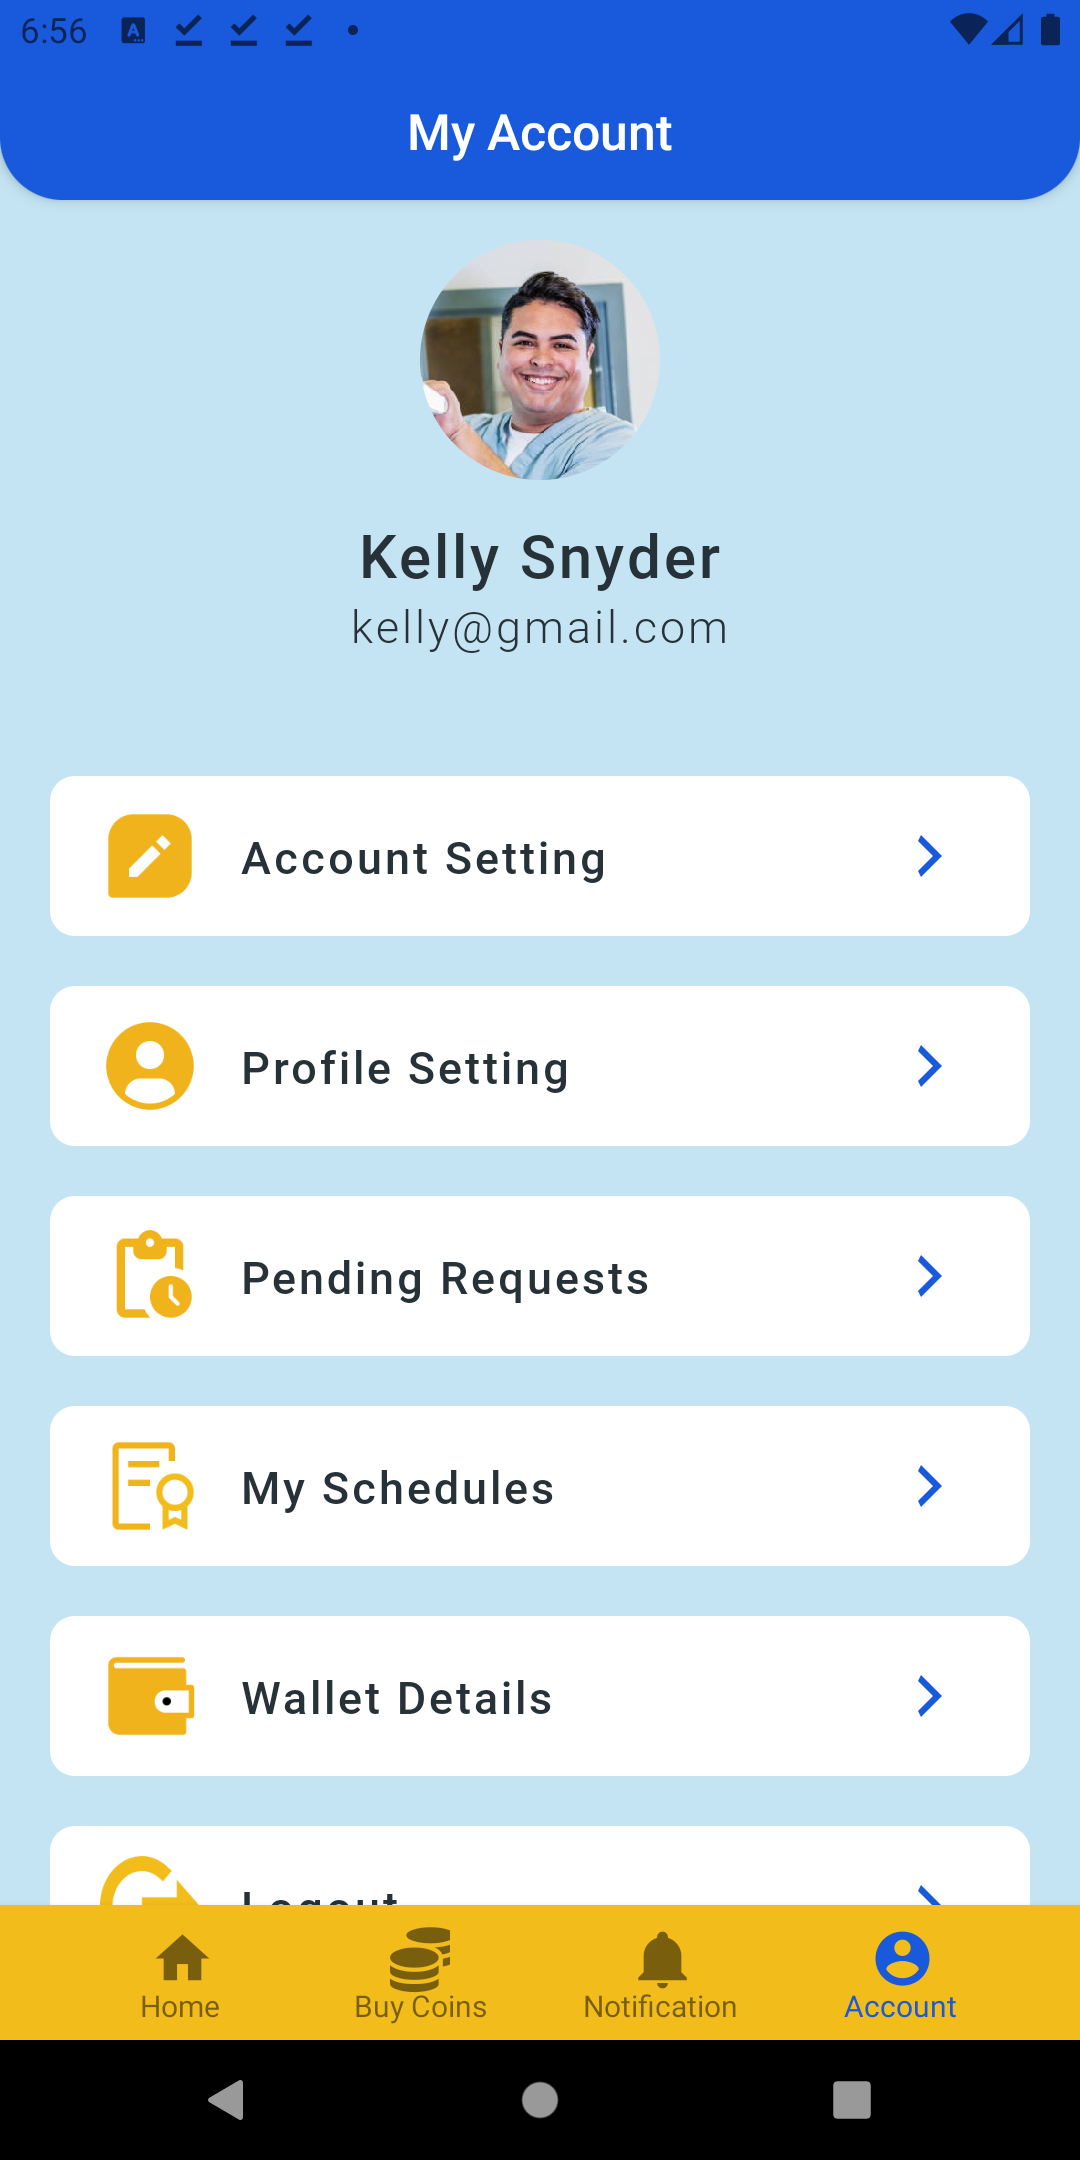 6:56
My Account
Kelly Snyder
kelly@gmail.com
Account Setting
Profile Setting
Pending Requests
My Schedules
Wallet Details
Logout
Home
Buy Coins
Notification
Account